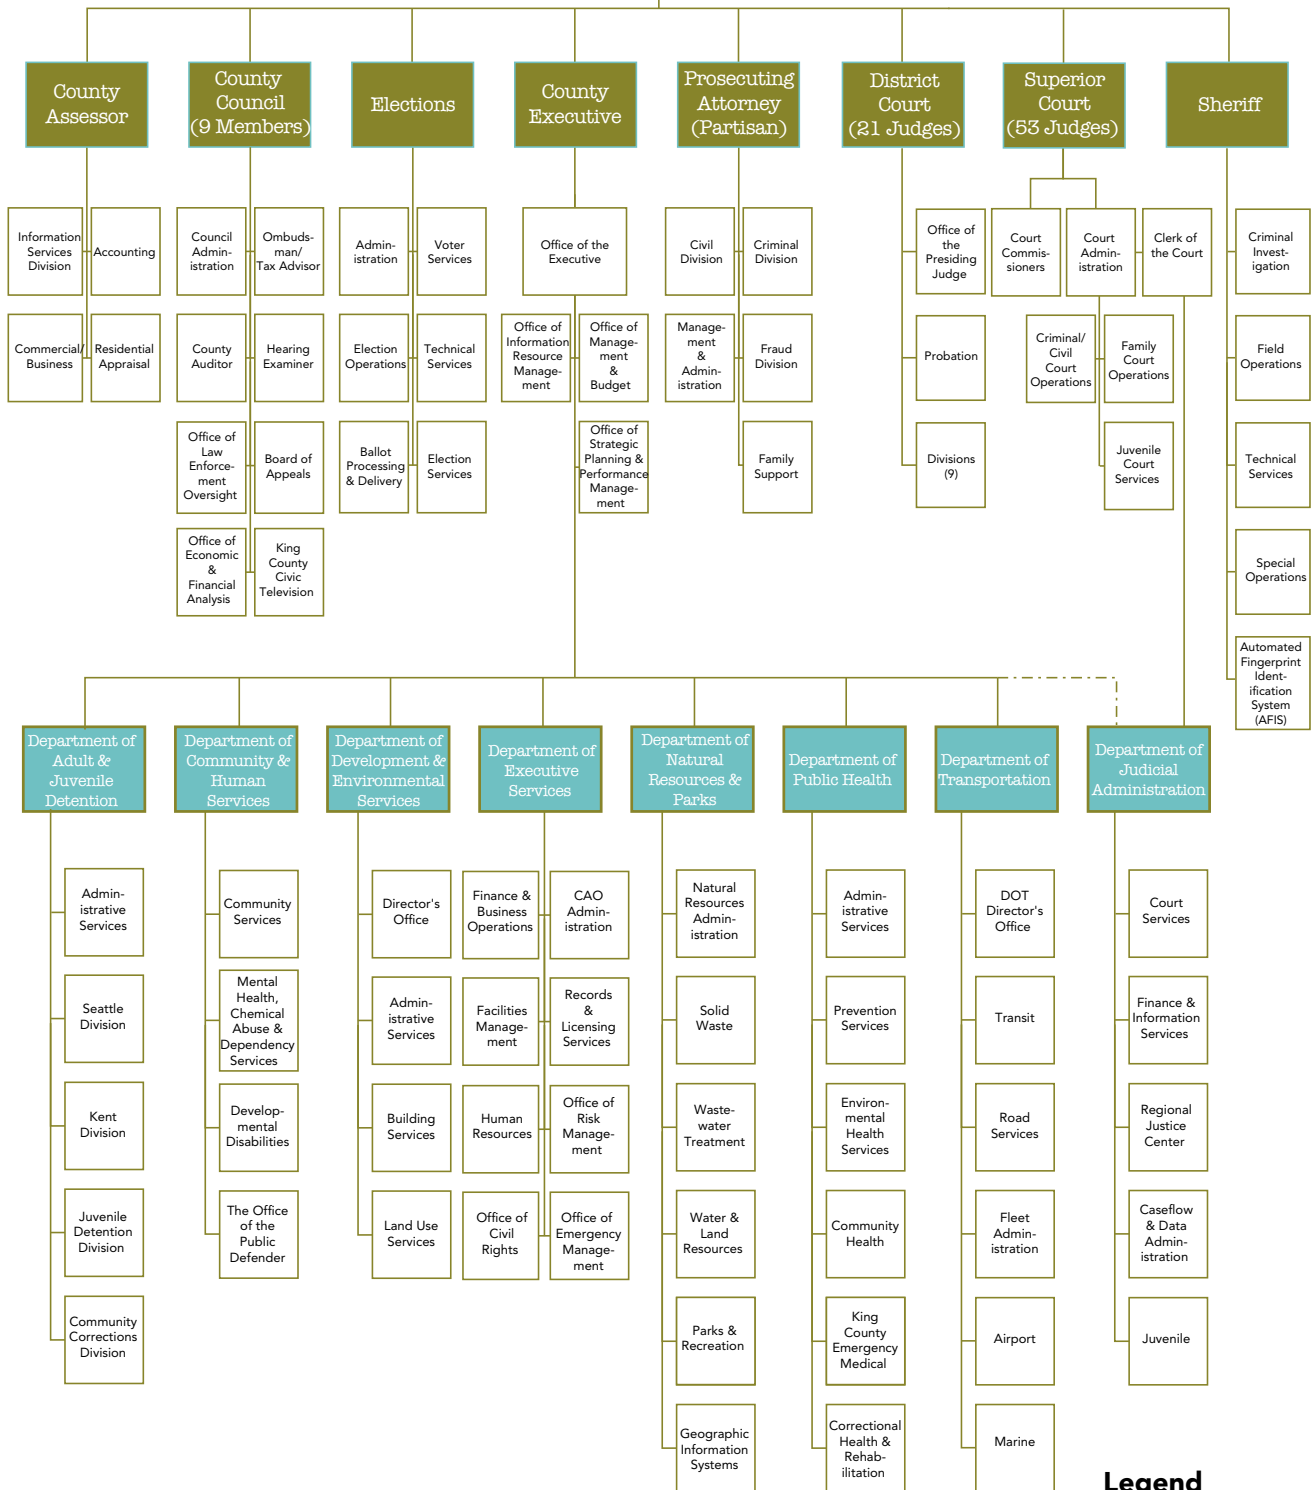 County
Assessor
County
Council
(9 Members)
Elections
County
Executive
Prosecuting
Attorney
(Partisan)
District
Court
(21 Judges)
Superior
Court
(53 Judges)
Sheriff
Information
Services
Division
Accounting
Council
Admin-
istration
Ombuds-
man/
Tax Advisor
Admin-
istration
Voter
Services
Office of the
Executive
Civil
Division
Criminal
Division
Office of
the
Presiding
Judge
Court
Commis-
sioners
Court
Admin-
istration
Clerk of
the Court
Criminal
Invest-
igation
Commercial/
Business
Residential
Appraisal
County
Auditor
Hearing
Examiner
Election
Operations
Technical
Services
Office of
Information
Resource
Manage-
ment
Office of
Manage-
ment
&
Budget
Manage-
ment
&
Admin-
istration
Fraud
Division
Probation
Criminal/
Civil
Court
Operations
Family
Court
Operations
Field
Operations
Office of
Law
Enforce-
ment
Oversight
Board of
Appeals
Ballot
Processing
& Delivery
Election
Services
Office of
Strategic
Planning &
Performance
Manage-
ment
Family
Support
Divisions
(9)
Juvenile
Court
Services
Technical
Services
Office of
Economic
&
Financial
Analysis
King
County
Civic
Television
Special
Operations
Automated
Fingerprint
Ident-
ification
System
(AFIS)
Department of
Adult &
Juvenile
Detention
Department of
Community &
Human
Services
Department of
Development &
Environmental
Services
Department of
Executive
Services
Department of
Natural
Resources &
Parks
Department of
Public Health
Department of
Transportation
Department of
Judicial
Administration
Admin-
istrative
Services
Community
Services
Director's
Office
Finance &
Business
Operations
CAO
Admin-
istration
Natural
Resources
Admin-
istration
Admin-
istrative
Services
DOT
Director's
Office
Court
Services
Seattle
Division
Mental
Health,
Chemical
Abuse &
Dependency
Services
Admin-
istrative
Services
Facilities
Manage-
ment
Records
&
Licensing
Services
Solid
Waste
Prevention
Services
Transit
Finance &
Information
Services
Kent
Division
Develop-
mental
Disabilities
Building
Services
Human
Resources
Office of
Risk
Manage-
ment
Waste-
water
Treatment
Environ-
mental
Health
Services
Road
Services
Regional
Justice
Center
Juvenile
Detention
Division
The Office
of the
Public
Defender
Land Use
Services
Office of
Civil
Rights
Office of
Emergency
Manage-
ment
Water &
Land
Resources
Community
Health
Fleet
Admin-
istration
Caseflow
& Data
Admin-
istration
Community
Corrections
Division
Parks &
Recreation
King
County
Emergency
Medical
Airport
Juvenile
Geographic
Information
Systems
Correctional
Health &
Rehab-
ilitation
Marine
Legend